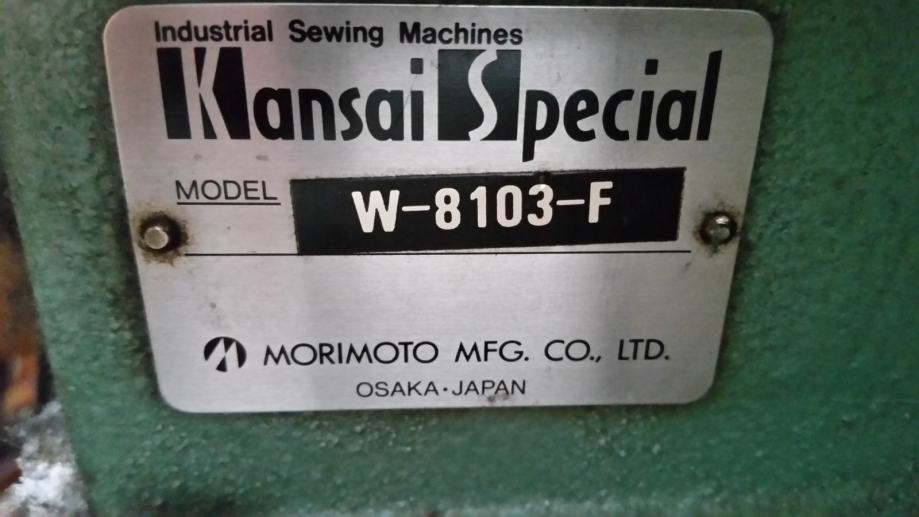 Industrial Sewing Machines
Kansai Special
MODEL W-8103-F
MORIMOTO MFG. CO., LTD.
OSAKA·JAPAN